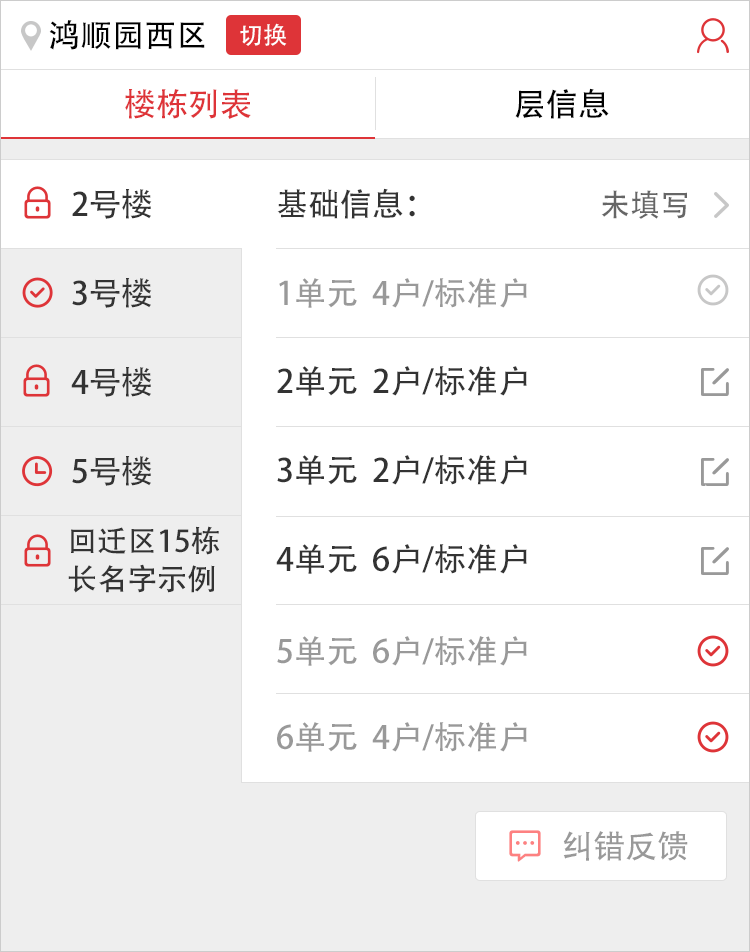 鸿顺园西区 切换
楼栋列表 层信息
2号楼 基础信息： 未填写
3号楼 1单元 4户/标准户
4号楼 2单元 2户/标准户
5号楼 3单元 2户/标准户
回迁区15栋
长名字示例
4单元 6户/标准户
5单元 6户/标准户
6单元 4户/标准户
纠错反馈